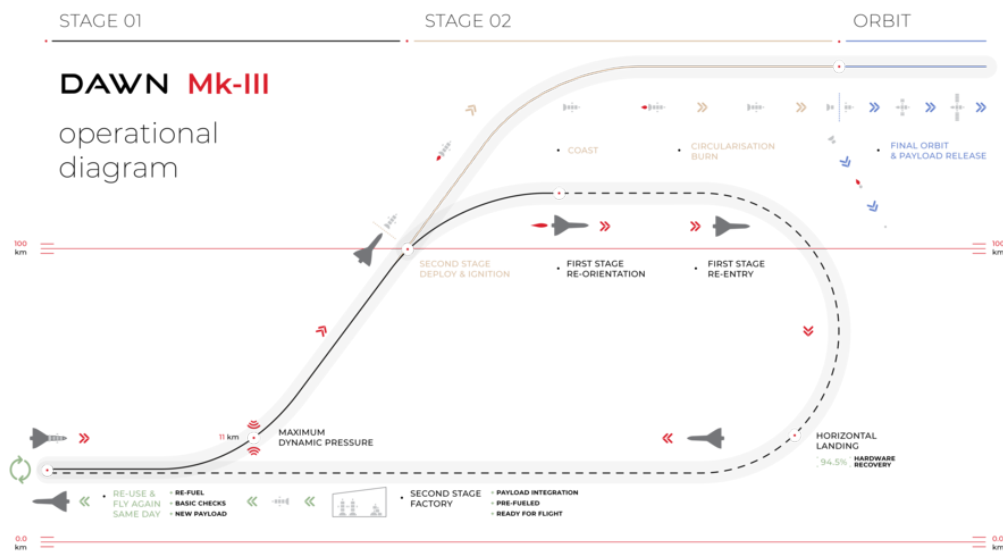 STAGE 01
STAGE 02
ORBIT
DAWN Mk-III
operational
diagram
COAST
CIRCULARISATION
BURN
FINAL ORBIT
& PAYLOAD RELEASE
100
km
100
km
SECOND STAGE
DEPLOY & IGNITION
FIRST STAGE
RE-ORIENTATION
FIRST STAGE
RE-ENTRY
11 km
MAXIMUM
DYNAMIC PRESSURE
HORIZONTAL
LANDING
94.5% HARDWARE
RECOVERY
RE-USE &
FLY AGAIN
SAME DAY
RE-FUEL
BASIC CHECKS
NEW PAYLOAD
SECOND STAGE
FACTORY
PAYLOAD INTEGRATION
PRE-FUELED
READY FOR FLIGHT
0.0
km
0.0
km